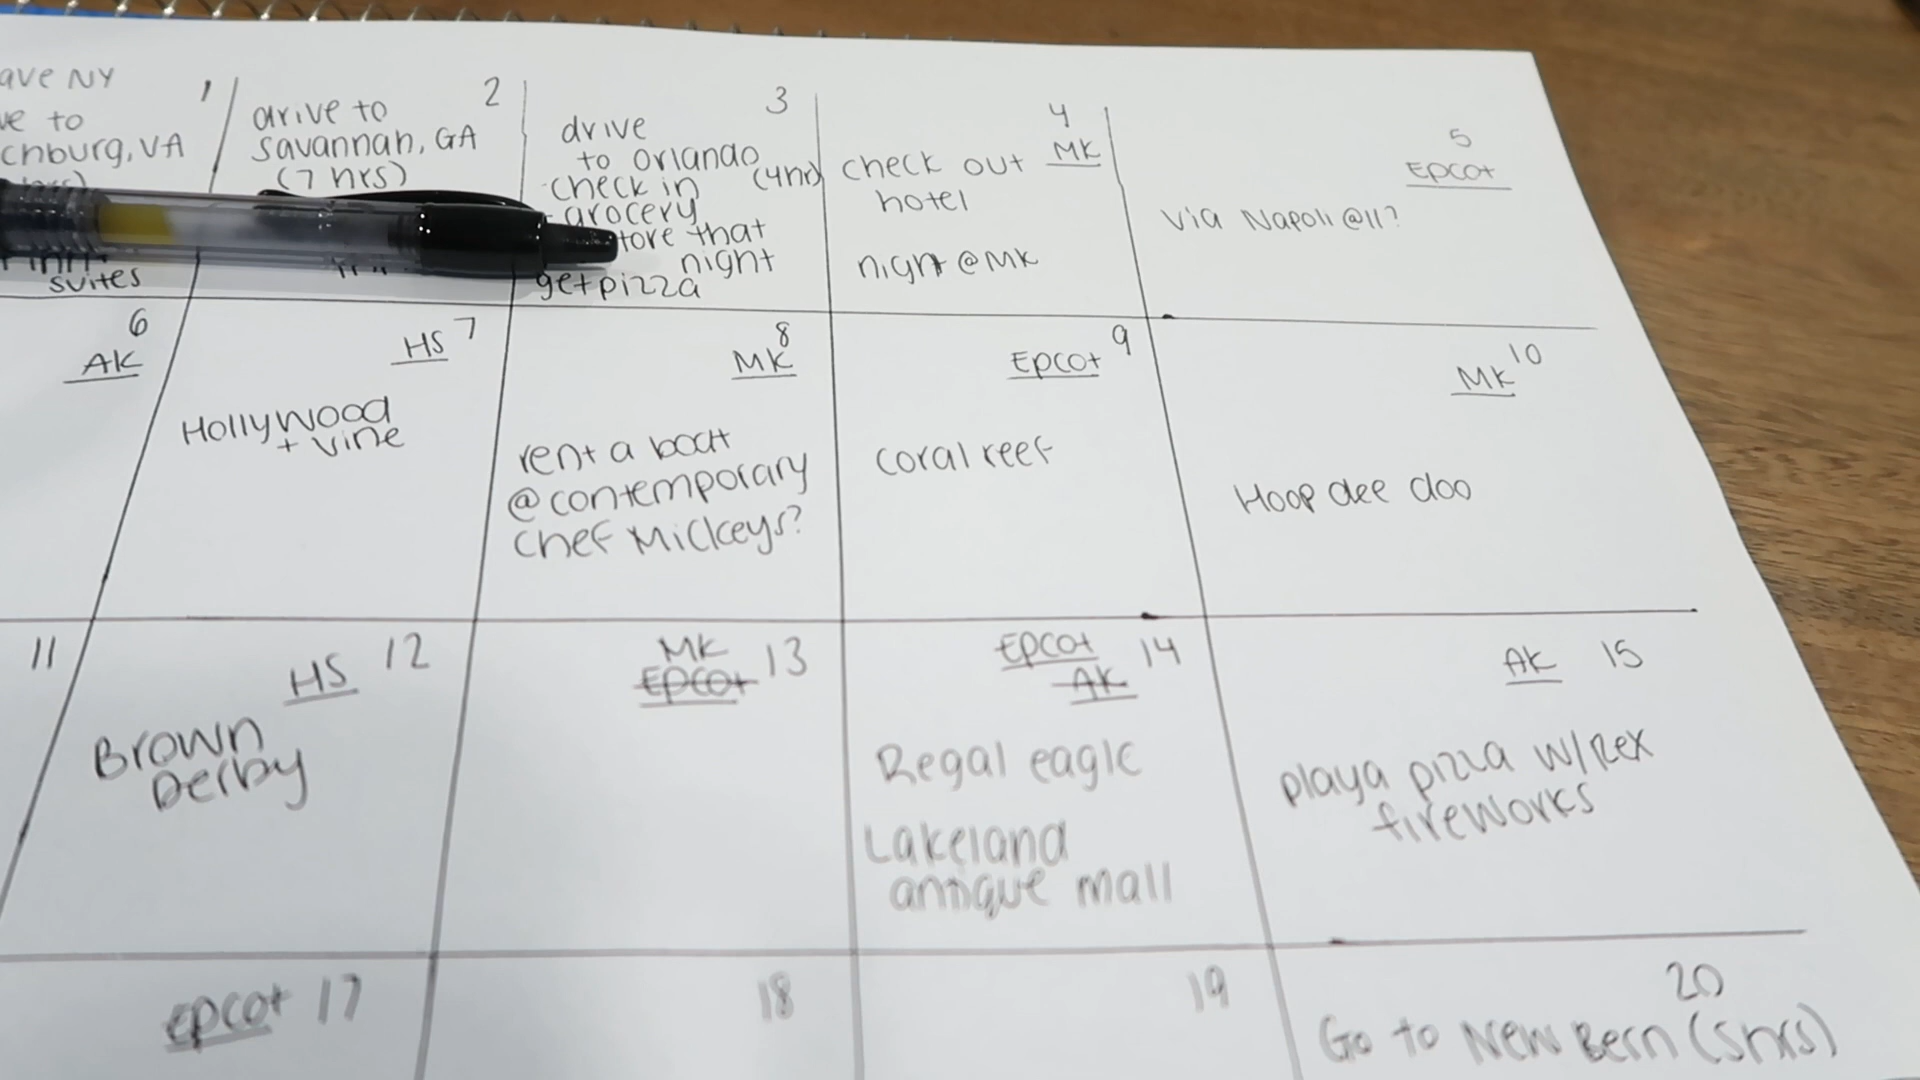 ave NY
1
ve to
chburg, VA
suites
2
arive to
Savannah, GA
(7 hrs)
3
drive
to Orlando
(4hr)
check in
-grocery
tore that
night
get pizza
4
MK
check out
hotel
night @ MK
5
EPCOT
Via Napoli @ 11?
6
AK
HS 7
Hollywood
+ vine
8
MK
rent a boat
@ contemporary
Chef Mickeys?
EPCOT 9
coral reef
MK 10
Hoop dee doo
11
HS 12
Brown
Derby
MK
EPCOT 13
EPCOT 14
AK
Regal eagle
Lakeland
antique mall
AK 15
playa pizza w/Rex
fireworks
epcot 17
18
19
20
Go to New Bern (5hrs)